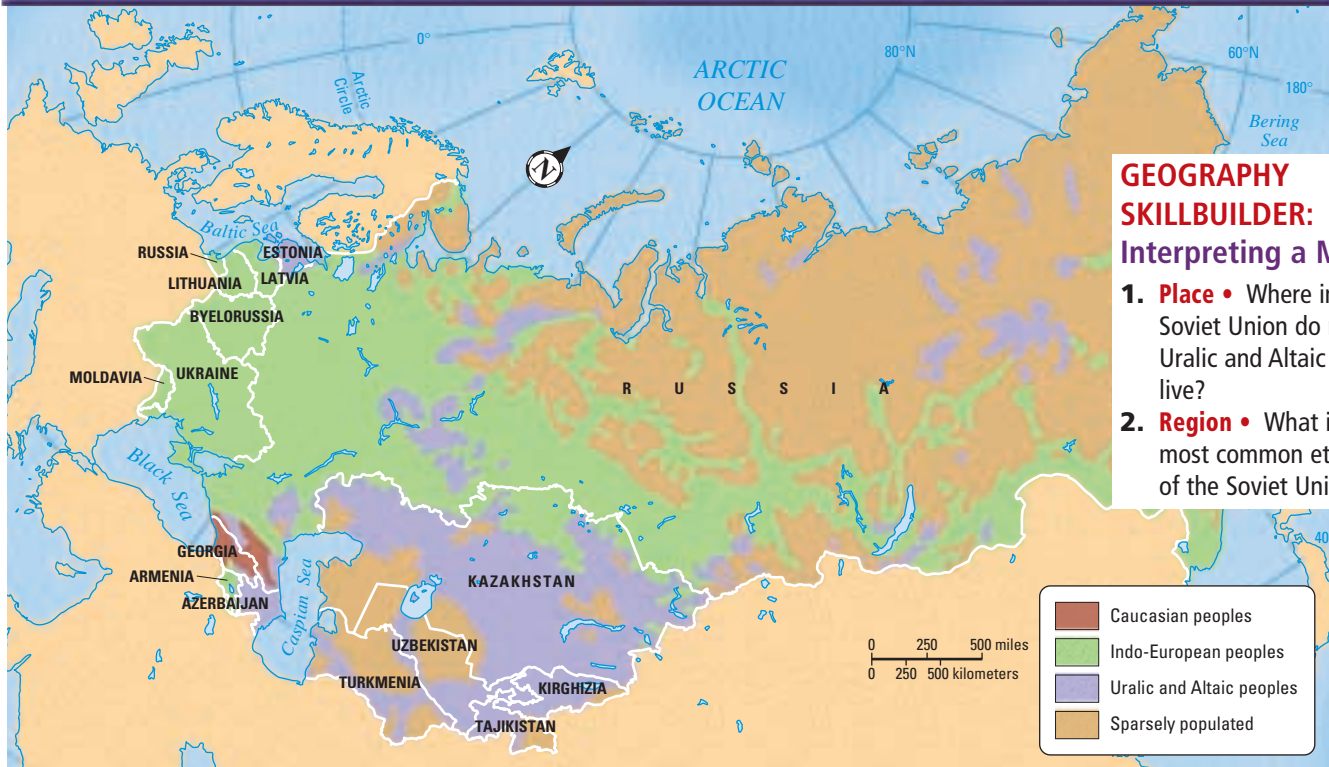 0°
80°N
60°N
180°
Arctic
Circle
ARCTIC
OCEAN
Bering
Sea
N
GEOGRAPHY
SKILLBUILDER:
Interpreting a M
1. Place • Where in
Soviet Union do
Uralic and Altaic
live?
2. Region • What i
most common et
of the Soviet Uni
Baltic Sea
RUSSIA
ESTONIA
LITHUANIA
LATVIA
BYELORUSSIA
MOLDAVIA
UKRAINE
RUSSIA
Black Sea
GEORGIA
ARMENIA
AZERBAIJAN
Caspian Sea
KAZAKHSTAN
UZBEKISTAN
TURKMENIA
KIRGHIZIA
TAJIKISTAN
40
0 250 500 miles
0 250 500 kilometers
Caucasian peoples
Indo-European peoples
Uralic and Altaic peoples
Sparsely populated